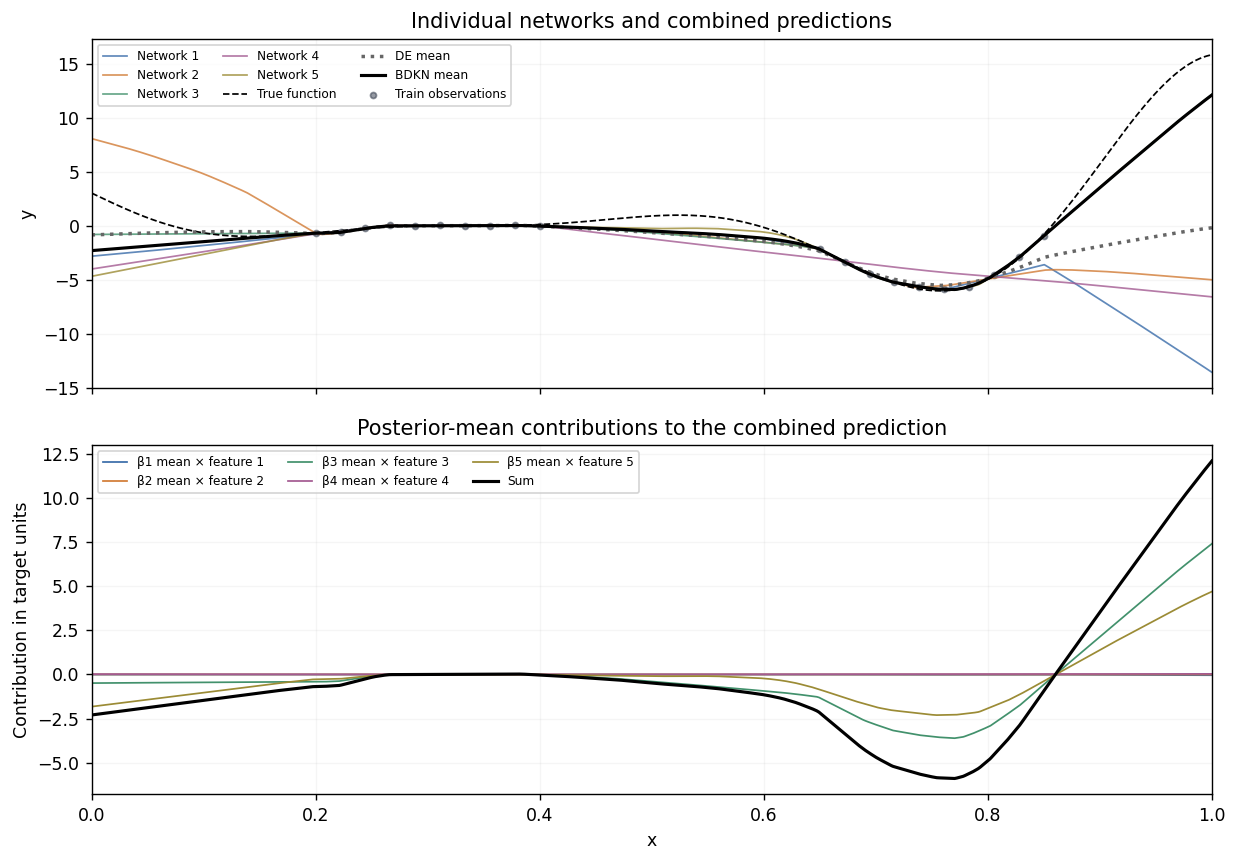 Individual networks and combined predictions
Network 1 Network 4 DE mean
Network 2 Network 5 BDKN mean
Network 3 True function Train observations
15
10
5
0
−5
−10
−15
y
Posterior-mean contributions to the combined prediction
β1 mean × feature 1 β3 mean × feature 3 β5 mean × feature 5
β2 mean × feature 2 β4 mean × feature 4 Sum
12.5
10.0
7.5
5.0
2.5
0.0
−2.5
−5.0
Contribution in target units
0.0 0.2 0.4 0.6 0.8 1.0
x